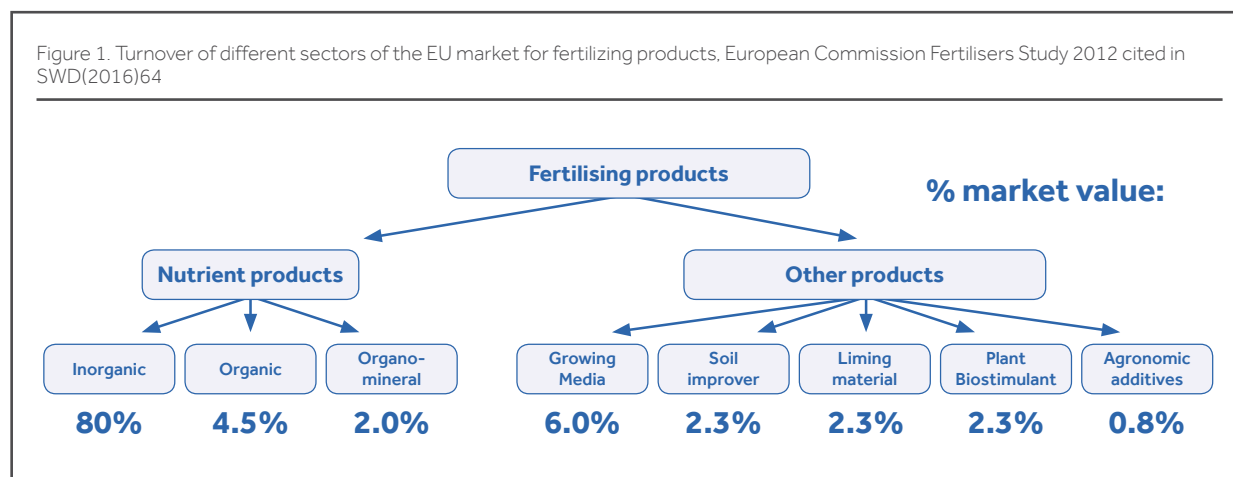 Figure 1. Turnover of different sectors of the EU market for fertilizing products, European Commission Fertilisers Study 2012 cited in
SWD(2016)64
Fertilising products
% market value:
Nutrient products
Other products
Inorganic
Organic
Organo-
mineral
Growing
Media
Soil
improver
Liming
material
Plant
Biostimulant
Agronomic
additives
80%
4.5%
2.0%
6.0%
2.3%
2.3%
2.3%
0.8%